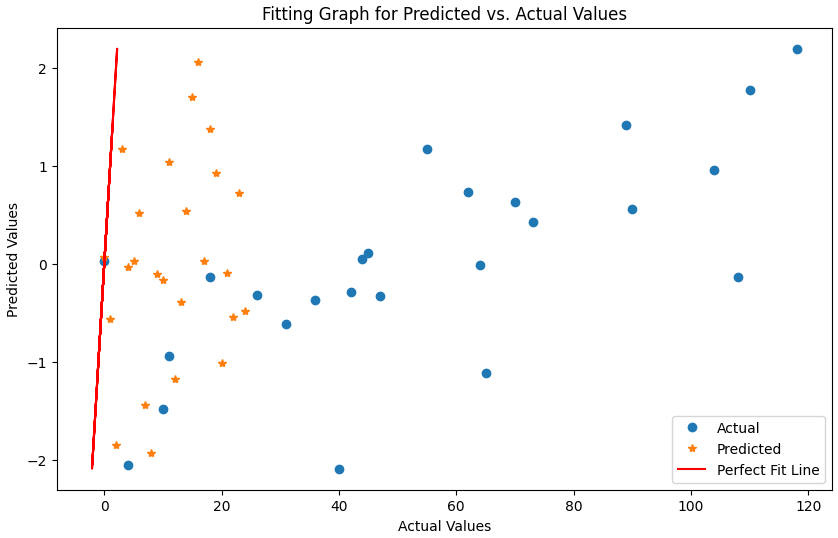 Fitting Graph for Predicted vs. Actual Values
2
1
0
−1
−2
Predicted Values
0 20 40 60 80 100 120
Actual Values
Actual
Predicted
Perfect Fit Line